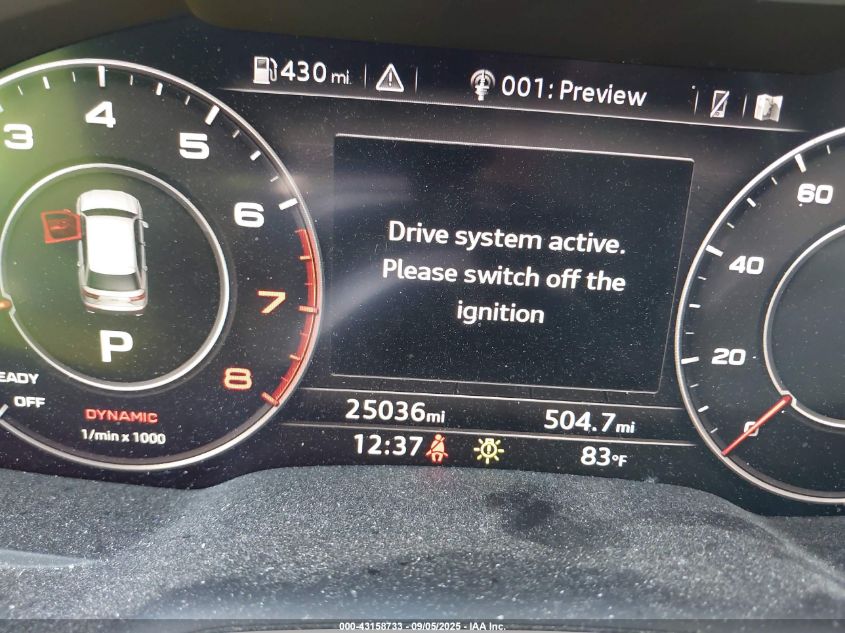 430 mi
001: Preview
3
4
5
6
7
8
P
EADY
OFF
DYNAMIC
1/min x 1000
Drive system active.
Please switch off the
ignition
60
40
20
0
25036mi
504.7mi
12:37
83°F
000-43158733 - 09/05/2025 - IAA Inc.